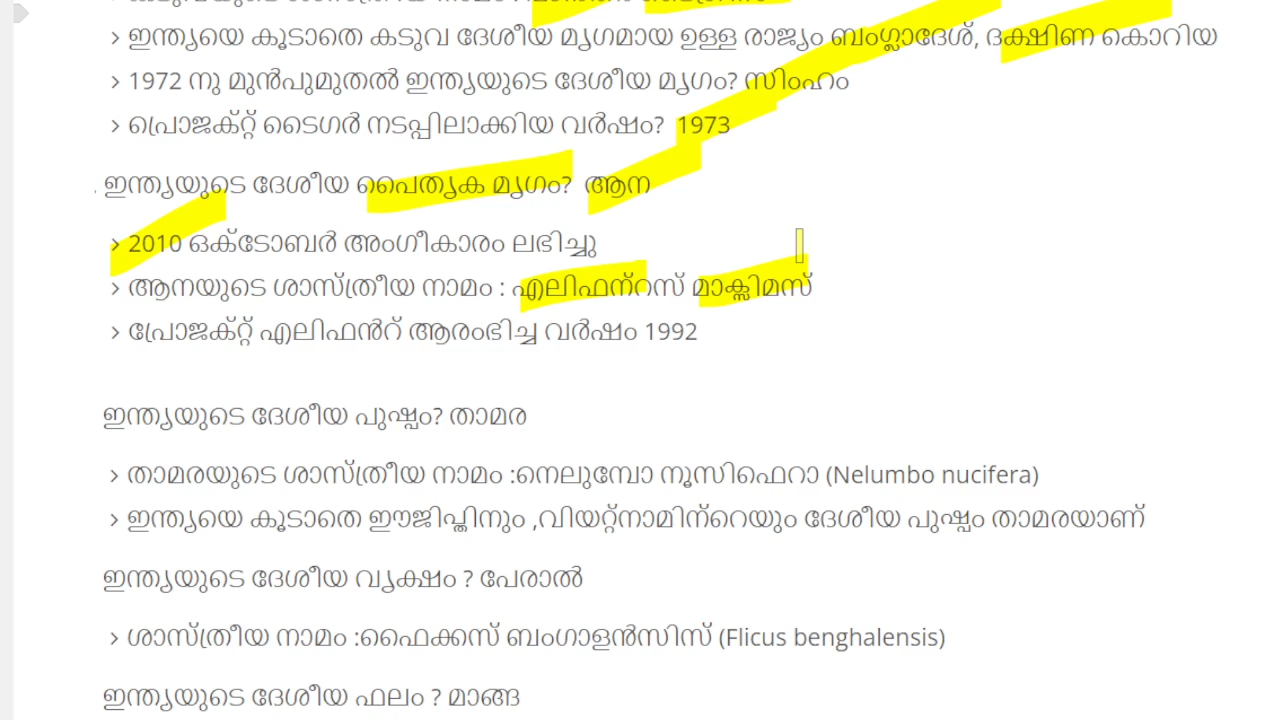 > ഇന്ത്യയെ കൂടാതെ കടുവ ദേശീയ മൃഗമായ ഉള്ള രാജ്യം ബംഗ്ലാദേശ്, ദക്ഷിണ കൊറിയ
> 1972 നു മുൻപുമുതൽ ഇന്ത്യയുടെ ദേശീയ മൃഗം? സിംഹം
> പ്രൊജക്റ്റ് ടൈഗർ നടപ്പിലാക്കിയ വർഷം? 1973
. ഇന്ത്യയുടെ ദേശീയ പൈതൃക മൃഗം? ആന
> 2010 ഒക്ടോബർ അംഗീകാരം ലഭിച്ചു
> ആനയുടെ ശാസ്ത്രീയ നാമം : എലിഫന്റസ് മാക്സിമസ്
> പ്രോജക്റ്റ് എലിഫൻറ് ആരംഭിച്ച വർഷം 1992
ഇന്ത്യയുടെ ദേശീയ പുഷ്പം? താമര
> താമരയുടെ ശാസ്ത്രീയ നാമം :നെലുമ്പോ നൂസിഫെറാ (Nelumbo nucifera)
> ഇന്ത്യയെ കൂടാതെ ഈജിപ്തിനും ,വിയറ്റ്നാമിന്റെയും ദേശീയ പുഷ്പം താമരയാണ്
ഇന്ത്യയുടെ ദേശീയ വൃക്ഷം ? പേരാൽ
> ശാസ്ത്രീയ നാമം :ഫൈക്കസ് ബംഗാളൻസിസ് (Flicus benghalensis)
ഇന്ത്യയുടെ ദേശീയ ഫലം ? മാങ്ങ